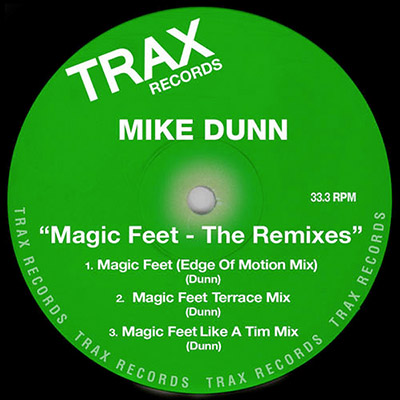 TRAX
RECORDS
MIKE DUNN
33.3 RPM
“Magic Feet - The Remixes”
1. Magic Feet (Edge Of Motion Mix)
(Dunn)
2. Magic Feet Terrace Mix
(Dunn)
3. Magic Feet Like A Tim Mix
(Dunn)
TRAX RECORDS TRAX RECORDS TRAX RECORDS TRAX RECORDS